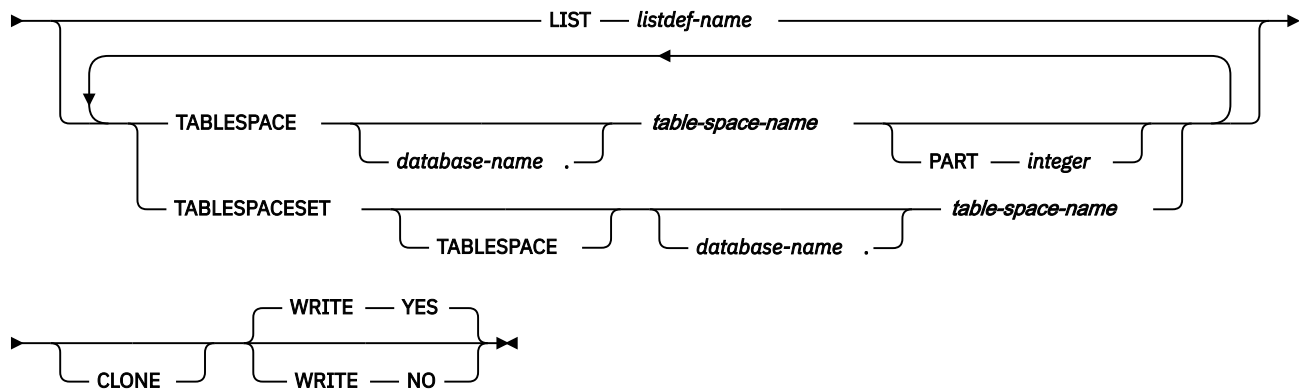 LIST listdef-name
TABLESPACE table-space-name
database-name . PART integer
TABLESPACESET table-space-name
TABLESPACE database-name .
WRITE YES
CLONE WRITE NO